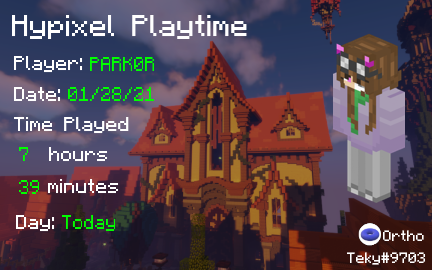 Hypixel Playtime
Player: PARK0R
Date: 01/28/21
Time Played
7 hours
39 minutes
Day: Today
Ortho
Teky#9703